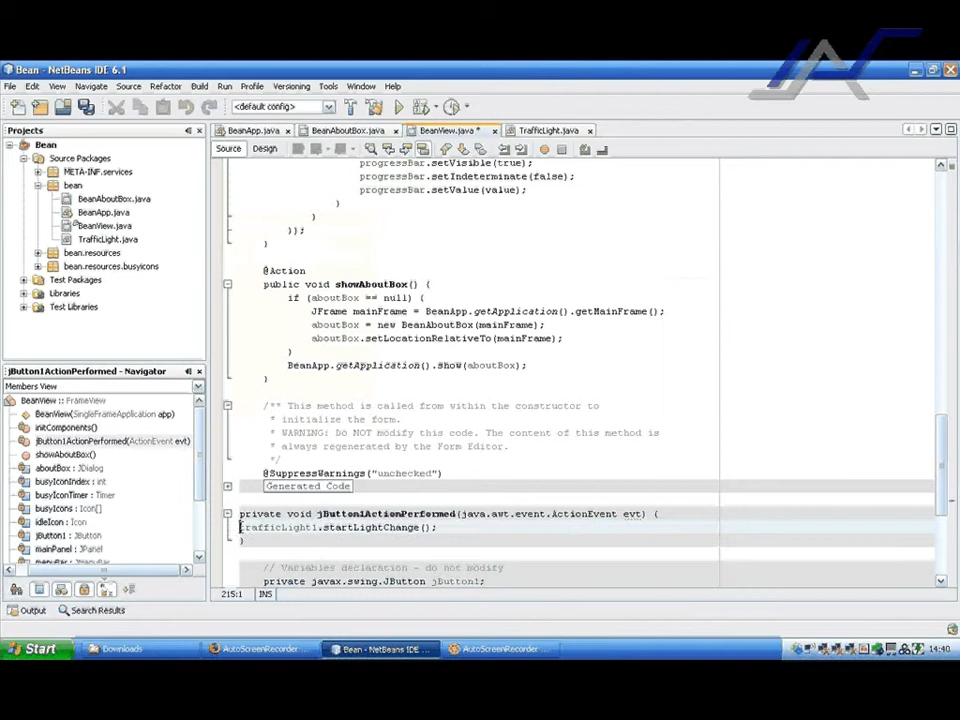 Bean - NetBeans IDE 6.1
File Edit View Navigate Source Refactor Build Run Profile Versioning Tools Window Help
<default config>
Projects
BeanApp.java
BeanAboutBox.java
BeanView.java *
TrafficLight.java
Bean
Source Packages
META-INF.services
bean
BeanAboutBox.java
BeanApp.java
BeanView.java
TrafficLight.java
bean.resources
bean.resources.busyicons
Test Packages
Libraries
Test Libraries
jButton1ActionPerformed - Navigator
Members View
BeanView :: FrameView
BeanView(SingleFrameApplication app)
initComponents()
jButton1ActionPerformed(ActionEvent evt)
showAboutBox()
aboutBox : JDialog
busyIconIndex : int
busyIconTimer : Timer
busyIcons : Icon[]
idleIcon : Icon
jButton1 : JButton
mainPanel : JPanel
menuBar : JMenuBar
Source Design
progressBar.setVisible(true);
progressBar.setIndeterminate(false);
progressBar.setValue(value);
}
}
});
}
@Action
public void showAboutBox() {
if (aboutBox == null) {
JFrame mainFrame = BeanApp.getApplication().getMainFrame();
aboutBox = new BeanAboutBox(mainFrame);
aboutBox.setLocationRelativeTo(mainFrame);
}
BeanApp.getApplication().show(aboutBox);
}
/** This method is called from within the constructor to
* initialize the form.
* WARNING: Do NOT modify this code. The content of this method is
* always regenerated by the Form Editor.
*/
@SuppressWarnings("unchecked")
Generated Code
private void jButton1ActionPerformed(java.awt.event.ActionEvent evt) {
trafficLight1.startLightChange();
}
// Variables declaration - do not modify
private javax.swing.JButton jButton1;
215:1 INS
Output Search Results
Start
Downloads
AutoScreenRecorder ...
Bean - NetBeans IDE ...
AutoScreenRecorder ...
14:40